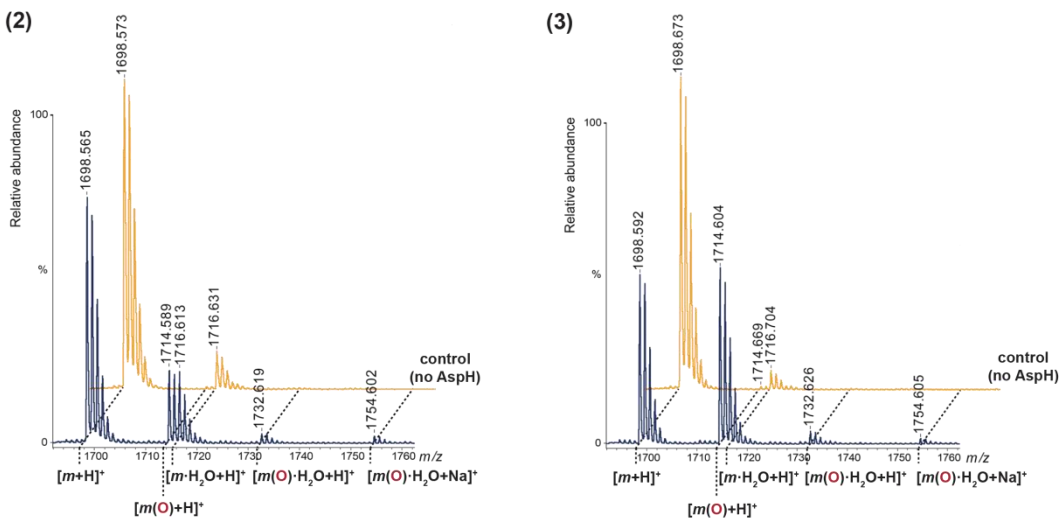 (2)
Relative abundance
100
%
0
1698.565
1698.573
1714.589
1716.613
1716.631
1732.619
1754.602
control
(no AspH)
1700
1710
1720
1730
1740
1750
1760
m/z
[m+H]⁺
[m·H₂O+H]⁺
[m(O)·H₂O+H]⁺
[m(O)·H₂O+Na]⁺
[m(O)+H]⁺
(3)
Relative abundance
100
%
0
1698.592
1698.673
1714.604
1714.669
1716.704
1732.626
1754.605
control
(no AspH)
1700
1710
1720
1730
1740
1750
1760
m/z
[m+H]⁺
[m·H₂O+H]⁺
[m(O)·H₂O+H]⁺
[m(O)·H₂O+Na]⁺
[m(O)+H]⁺